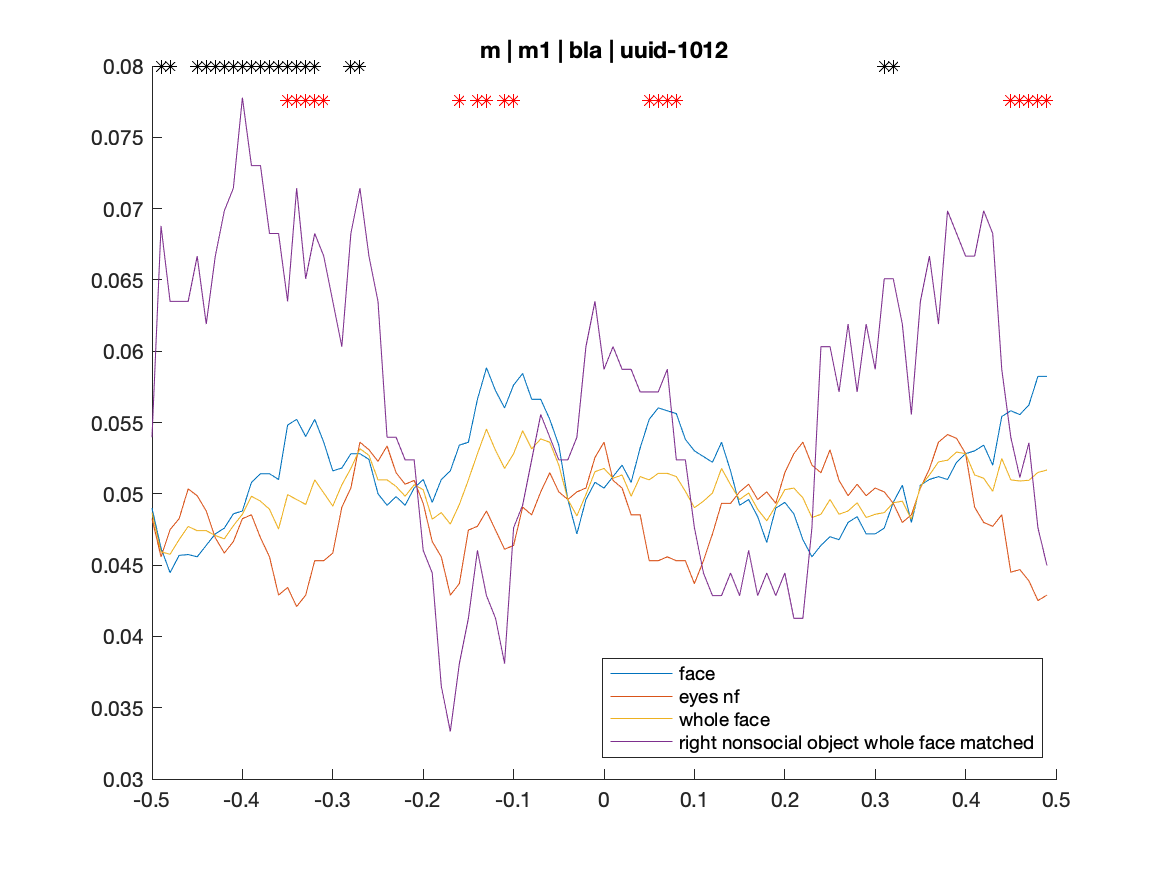 m | m1 | bla | uuid-1012
0.08
0.075
0.07
0.065
0.06
0.055
0.05
0.045
0.04
0.035
0.03
face
eyes nf
whole face
right nonsocial object whole face matched
-0.5 -0.4 -0.3 -0.2 -0.1 0 0.1 0.2 0.3 0.4 0.5